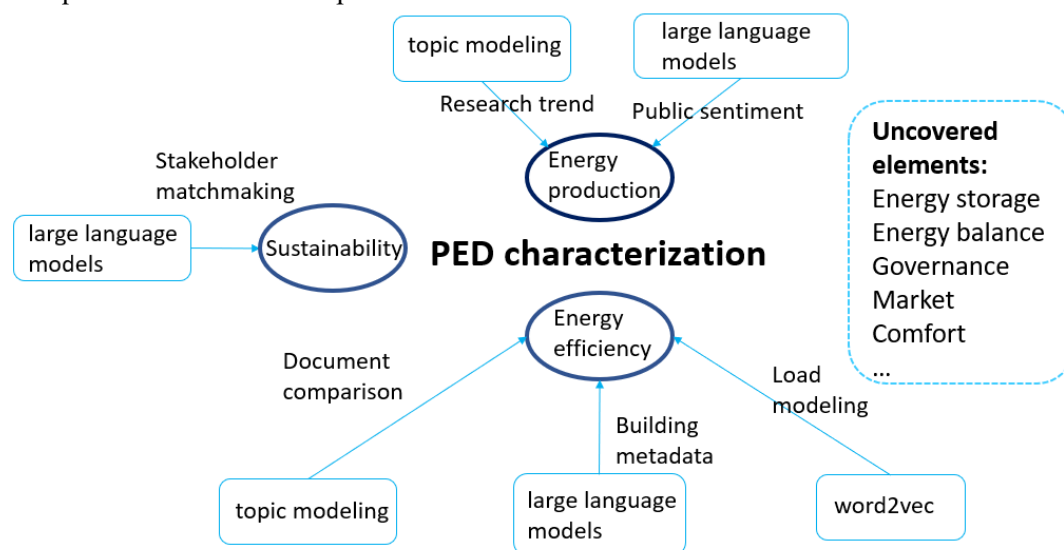 topic modeling
large language
models
Research trend
Public sentiment
Energy
production
Uncovered
elements:
Energy storage
Energy balance
Governance
Market
Comfort
...
Stakeholder
matchmaking
large language
models
Sustainability
PED characterization
Energy
efficiency
Document
comparison
Load
modeling
Building
metadata
topic modeling
large language
models
word2vec